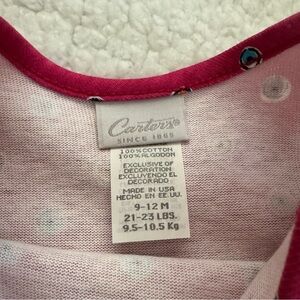 Carter's®
SINCE 1865
100% COTTON
100% ALGODON
EXCLUSIVE OF
DECORATION
EXCLUYENDO EL
DECORADO
MADE IN USA
HECHO EN EE.UU.
9-12 M
21-23 LBS.
9.5-10.5 Kg